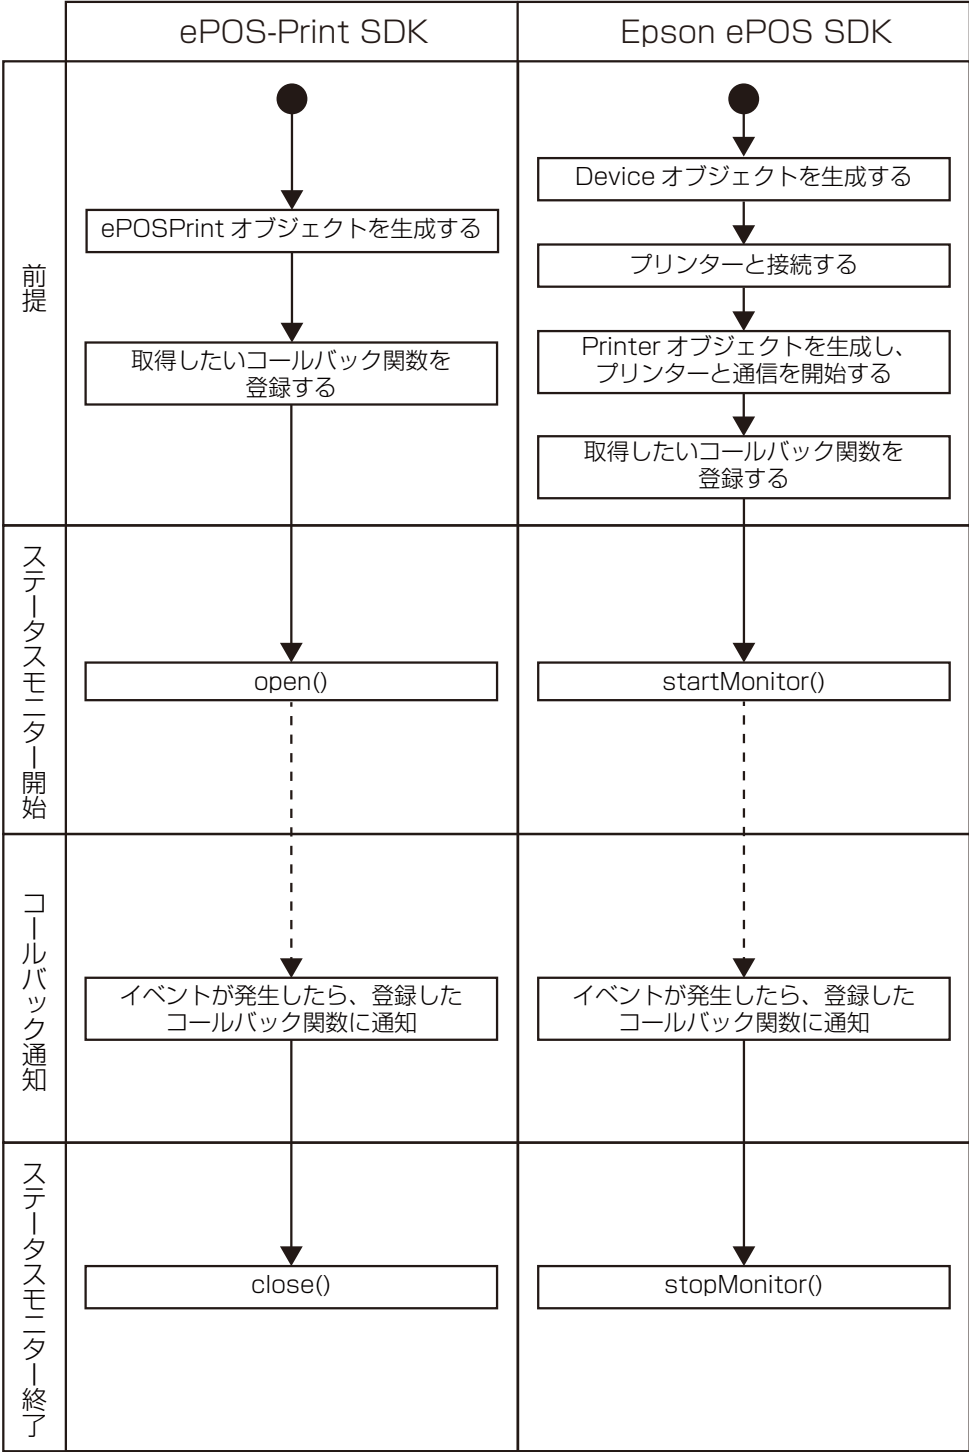 ePOS-Print SDK
Epson ePOS SDK
前提
ePOSPrint オブジェクトを生成する
取得したいコールバック関数を
登録する
Device オブジェクトを生成する
プリンターと接続する
Printer オブジェクトを生成し、
プリンターと通信を開始する
取得したいコールバック関数を
登録する
ステータスモニター開始
open()
startMonitor()
コールバック通知
イベントが発生したら、登録した
コールバック関数に通知
イベントが発生したら、登録した
コールバック関数に通知
ステータスモニター終了
close()
stopMonitor()